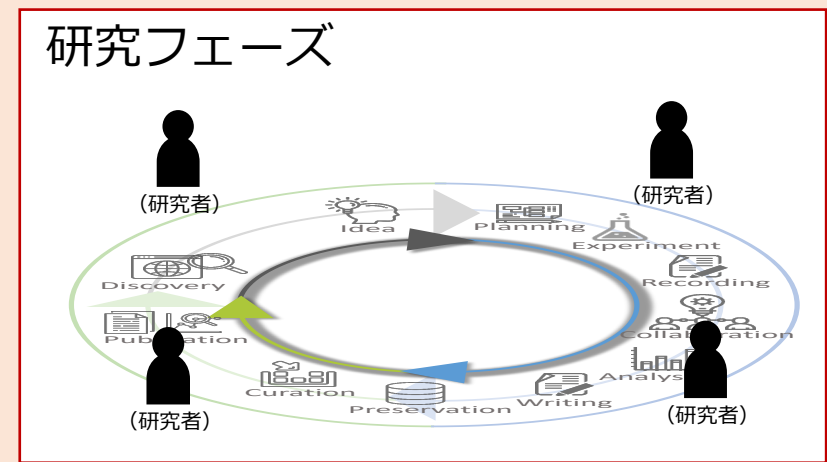 研究フェーズ
（研究者）
（研究者）
Idea
Planning
Experiment
Discovery
Recording
Publication
Collaboration
Analysis
Curation
Preservation
Writing
（研究者）
（研究者）